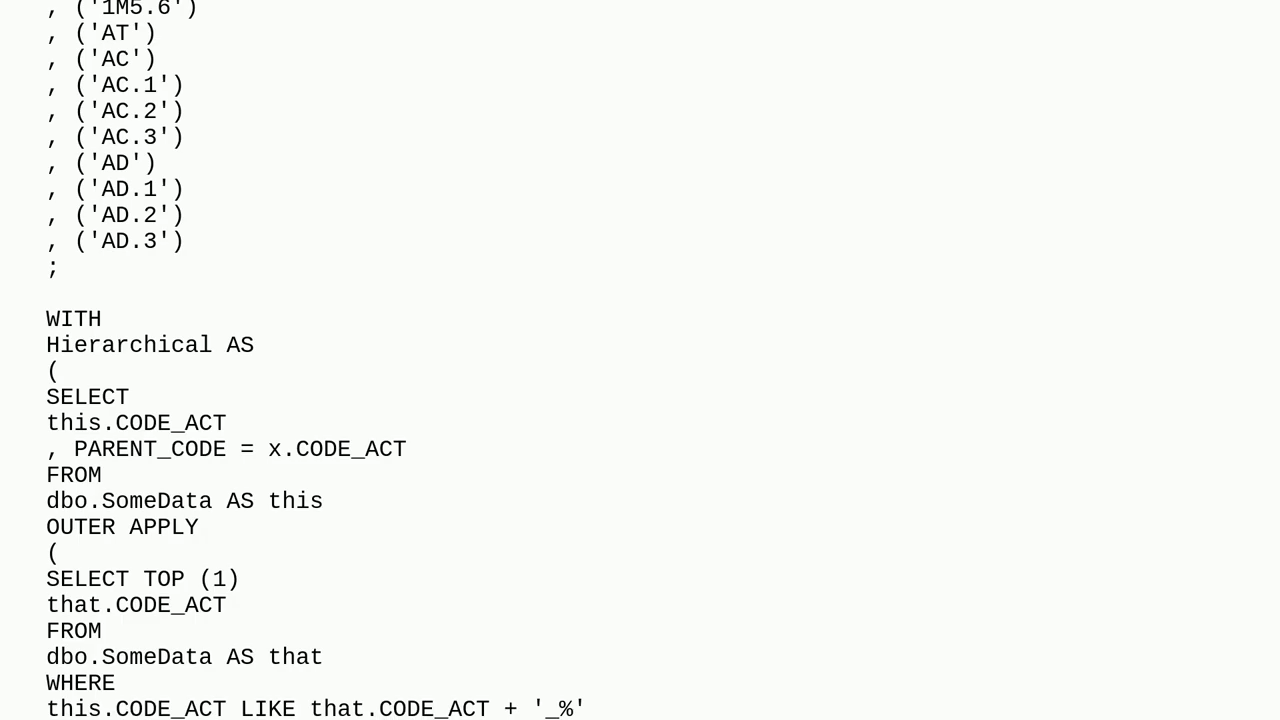 , ('1M5.6')
, ('AT')
, ('AC')
, ('AC.1')
, ('AC.2')
, ('AC.3')
, ('AD')
, ('AD.1')
, ('AD.2')
, ('AD.3')
;
WITH
Hierarchical AS
(
SELECT
this.CODE_ACT
, PARENT_CODE = x.CODE_ACT
FROM
dbo.SomeData AS this
OUTER APPLY
(
SELECT TOP (1)
that.CODE_ACT
FROM
dbo.SomeData AS that
WHERE
this.CODE_ACT LIKE that.CODE_ACT + '_%'